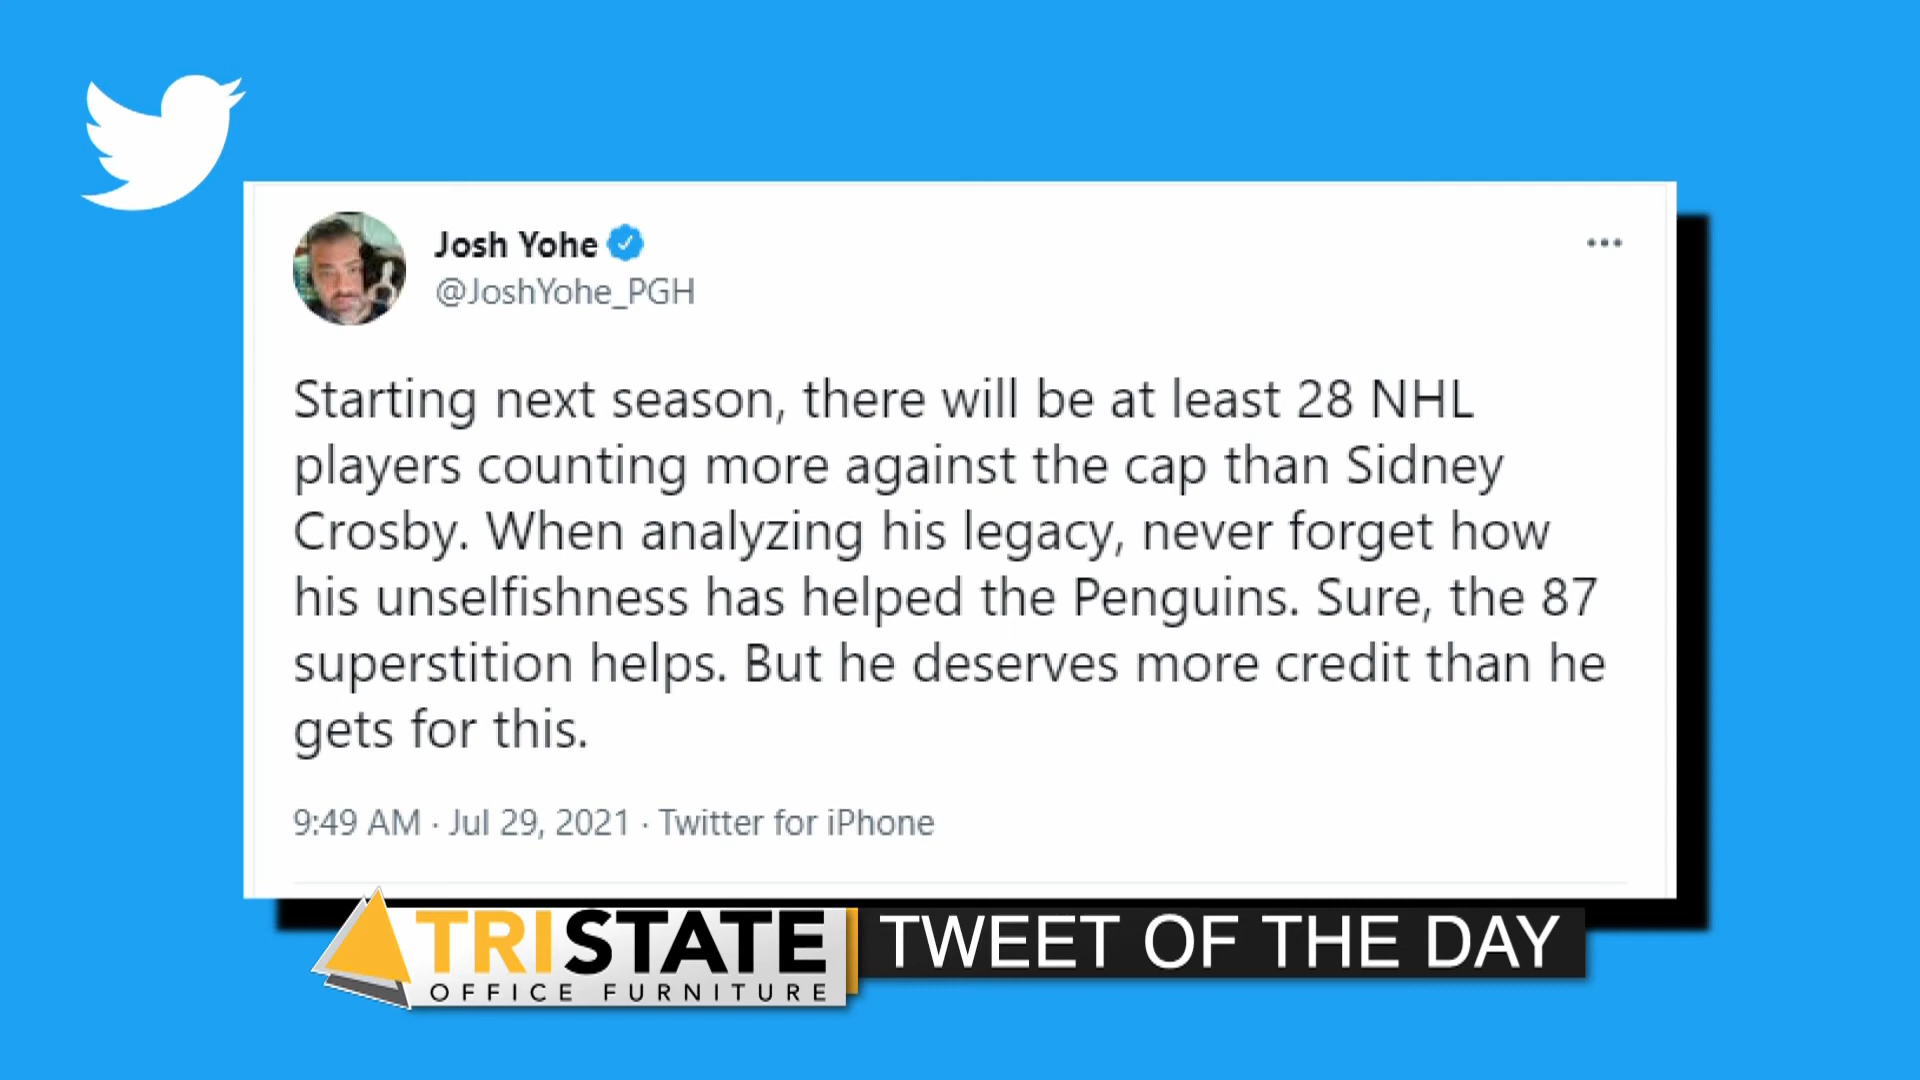 Josh Yohe
@JoshYohe_PGH
Starting next season, there will be at least 28 NHL
players counting more against the cap than Sidney
Crosby. When analyzing his legacy, never forget how
his unselfishness has helped the Penguins. Sure, the 87
superstition helps. But he deserves more credit than he
gets for this.
9:49 AM · Jul 29, 2021 · Twitter for iPhone
TRISTATE
OFFICE FURNITURE
TWEET OF THE DAY